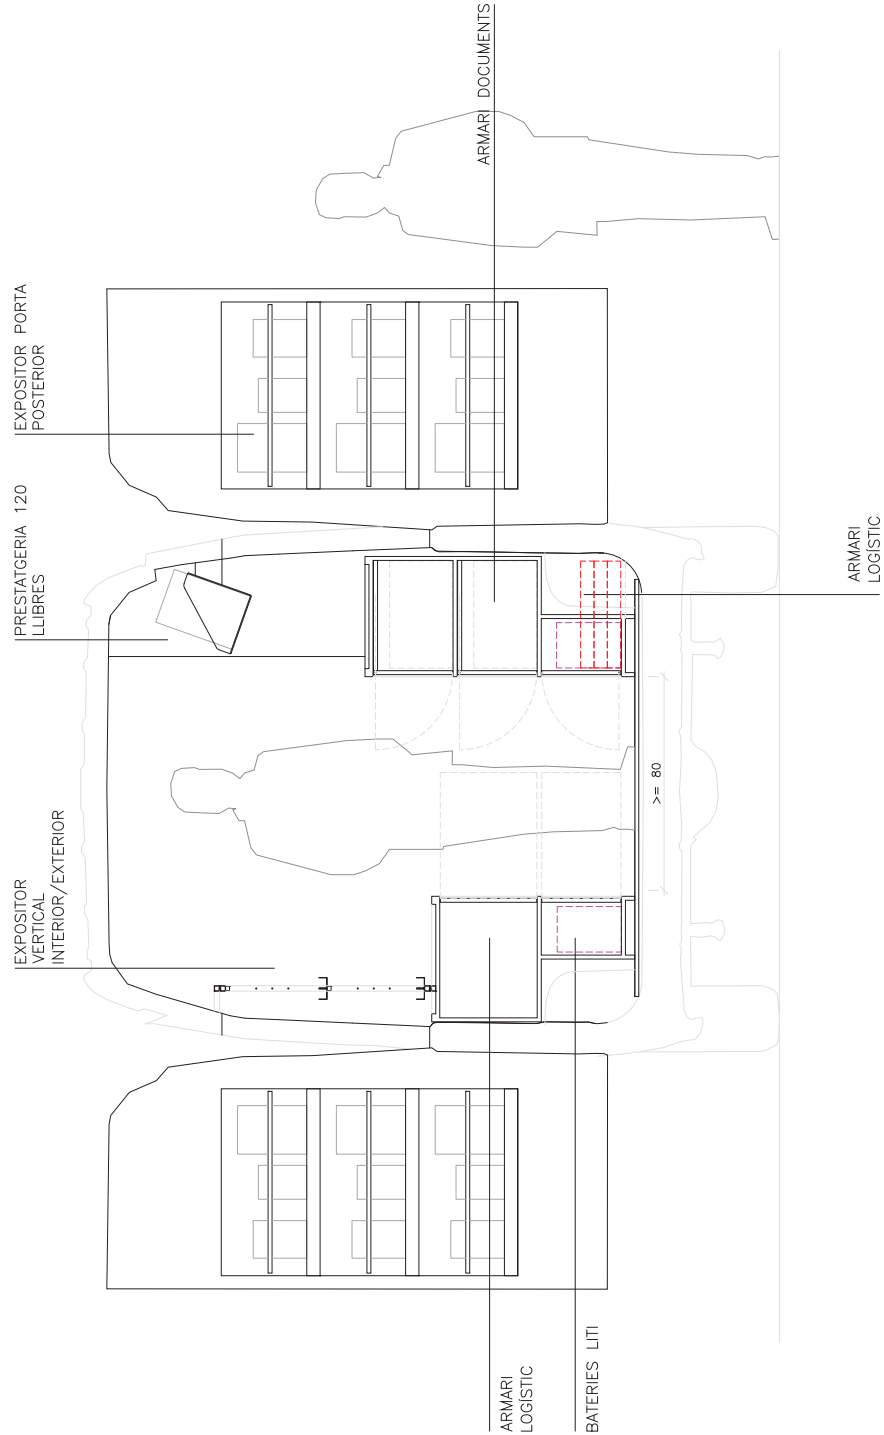 EXPOSITOR
VERTICAL
INTERIOR/EXTERIOR
PRESTATGERIA 120
LLIBRES
EXPOSITOR PORTA
POSTERIOR
>= 80
ARMARI
LOGÍSTIC
BATERIES LITI
ARMARI
LOGÍSTIC
ARMARI DOCUMENTS